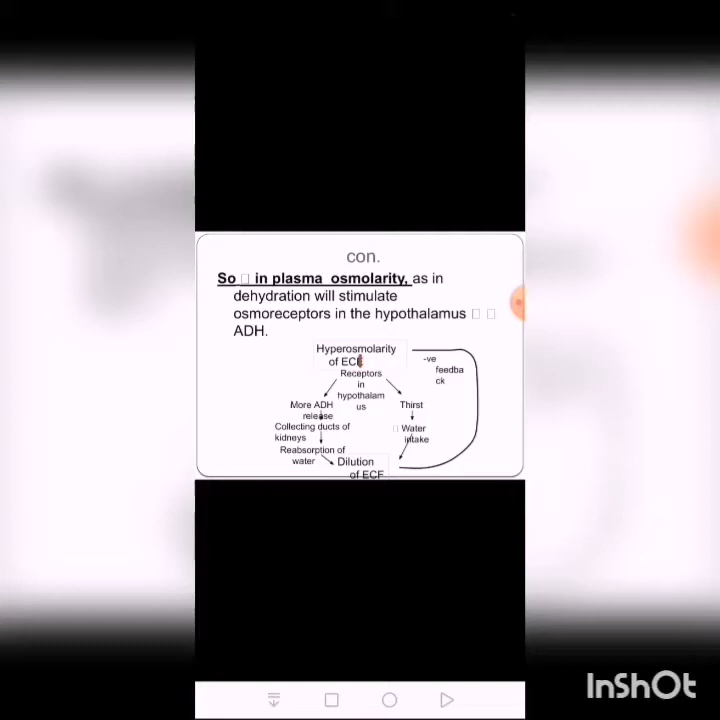 con.
So □ in plasma osmolarity, as in
dehydration will stimulate
osmoreceptors in the hypothalamus □ □
ADH.
Hyperosmolarity
of ECF
-ve
feedba
ck
Receptors
in
hypothalam
us
More ADH
release
Thirst
Collecting ducts of
kidneys
□ Water
intake
Reabsorption of
water
Dilution
of ECF
InShOt